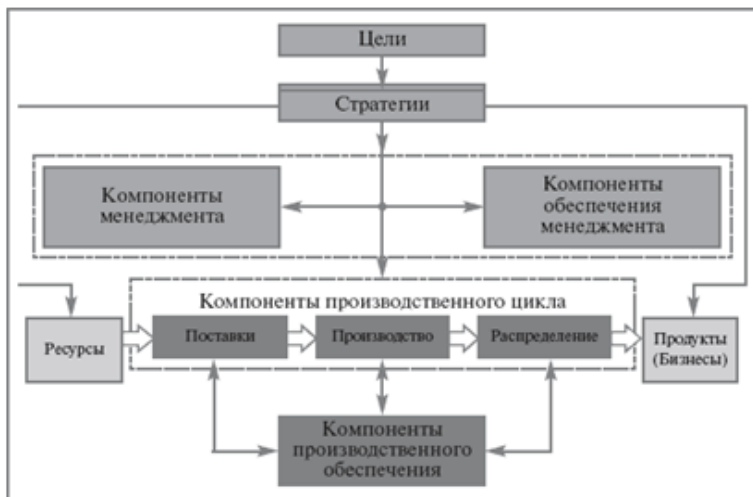 Цели
Стратегии
Компоненты
менеджмента
Компоненты
обеспечения
менеджмента
Компоненты производственного цикла
Ресурсы
Поставки
Производство
Распределение
Продукты
(Бизнесы)
Компоненты
производственного
обеспечения